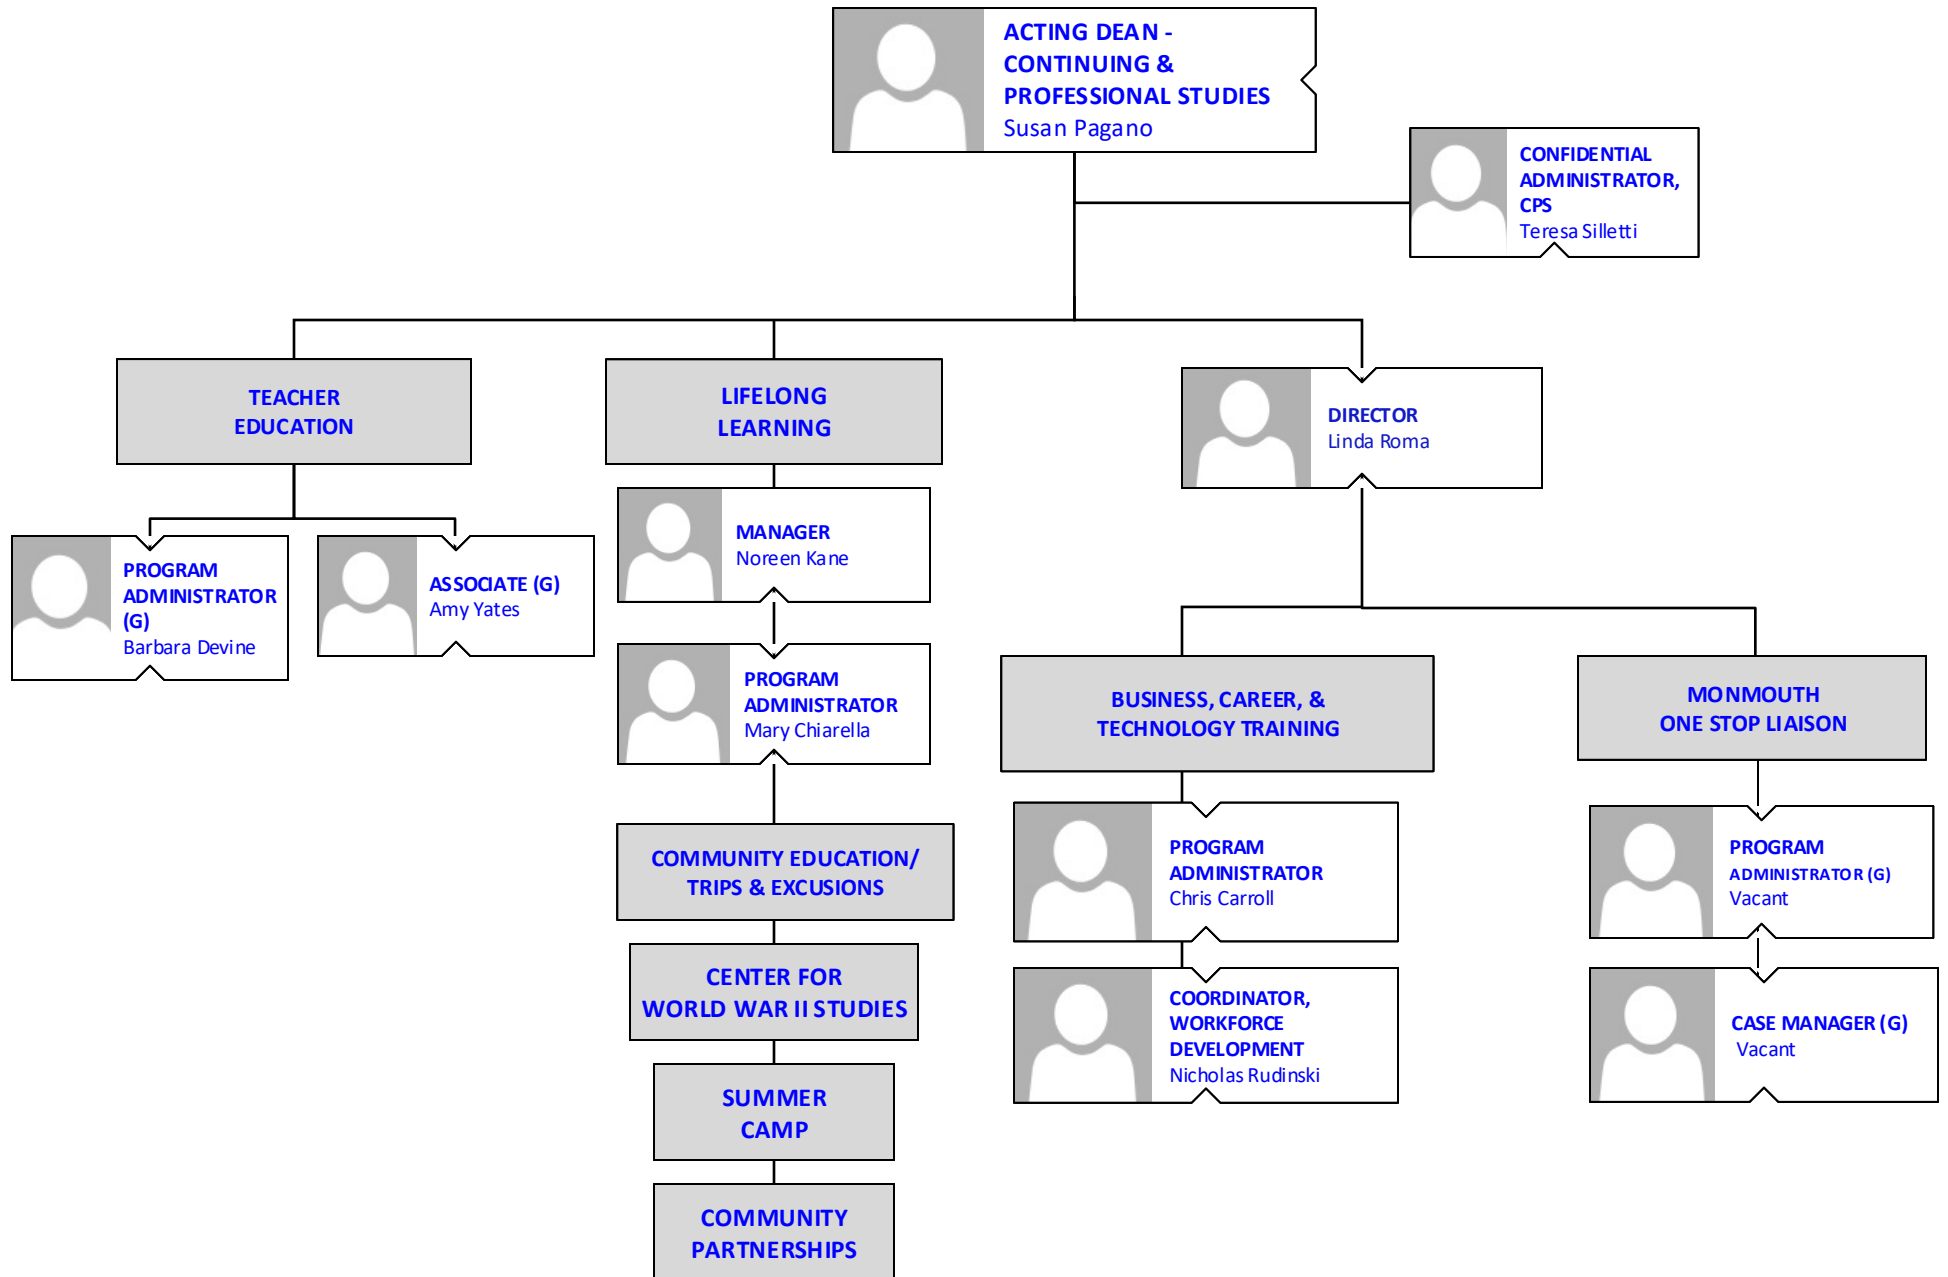 ACTING DEAN -
CONTINUING &
PROFESSIONAL STUDIES
Susan Pagano
CONFIDENTIAL
ADMINISTRATOR,
CPS
Teresa Silletti
TEACHER
EDUCATION
LIFELONG
LEARNING
DIRECTOR
Linda Roma
PROGRAM
ADMINISTRATOR
(G)
Barbara Devine
ASSOCIATE (G)
Amy Yates
MANAGER
Noreen Kane
PROGRAM
ADMINISTRATOR
Mary Chiarella
COMMUNITY EDUCATION/
TRIPS & EXCUSIONS
CENTER FOR
WORLD WAR II STUDIES
SUMMER
CAMP
COMMUNITY
PARTNERSHIPS
BUSINESS, CAREER, &
TECHNOLOGY TRAINING
PROGRAM
ADMINISTRATOR
Chris Carroll
COORDINATOR,
WORKFORCE
DEVELOPMENT
Nicholas Rudinski
MONMOUTH
ONE STOP LIAISON
PROGRAM
ADMINISTRATOR (G)
Vacant
CASE MANAGER (G)
Vacant